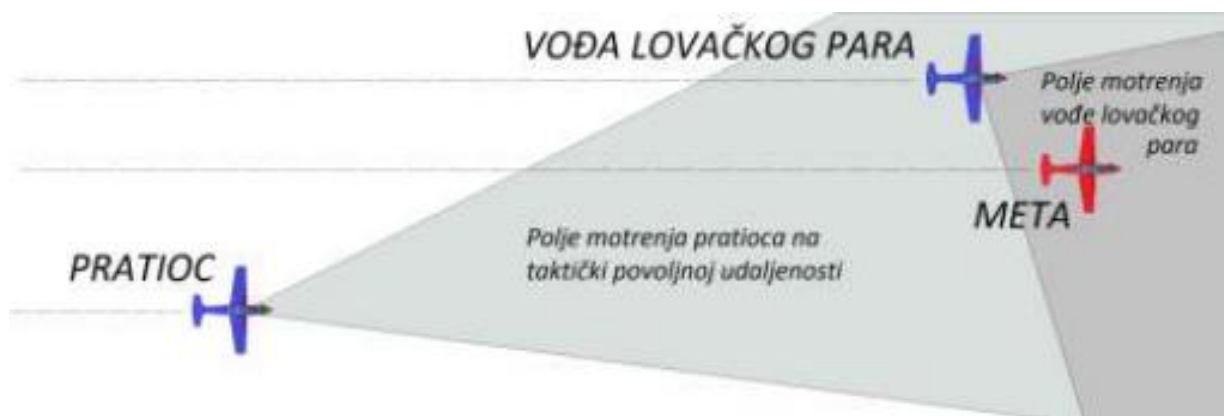 VOĐA LOVAČKOG PARA
Polje motrenja
vođe lovačkog
para
META
Polje motrenja pratioca na
taktički povoljnoj udaljenosti
PRATIOC